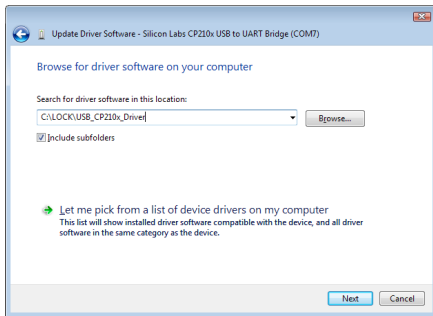 Update Driver Software - Silicon Labs CP210x USB to UART Bridge (COM7)
Browse for driver software on your computer
Search for driver software in this location:
C:\LOCK\USB_CP210x_Driver
Browse...
Include subfolders
Let me pick from a list of device drivers on my computer
This list will show installed driver software compatible with the device, and all driver
software in the same category as the device.
Next Cancel